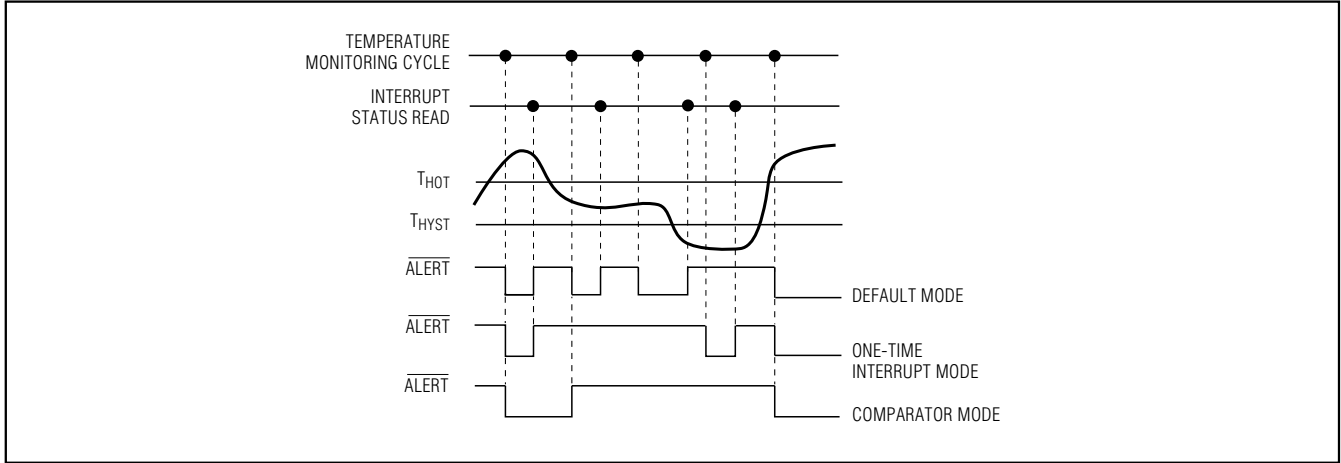 TEMPERATURE
MONITORING CYCLE
INTERRUPT
STATUS READ
THOT
THYST
ALERT
DEFAULT MODE
ALERT
ONE-TIME
INTERRUPT MODE
ALERT
COMPARATOR MODE